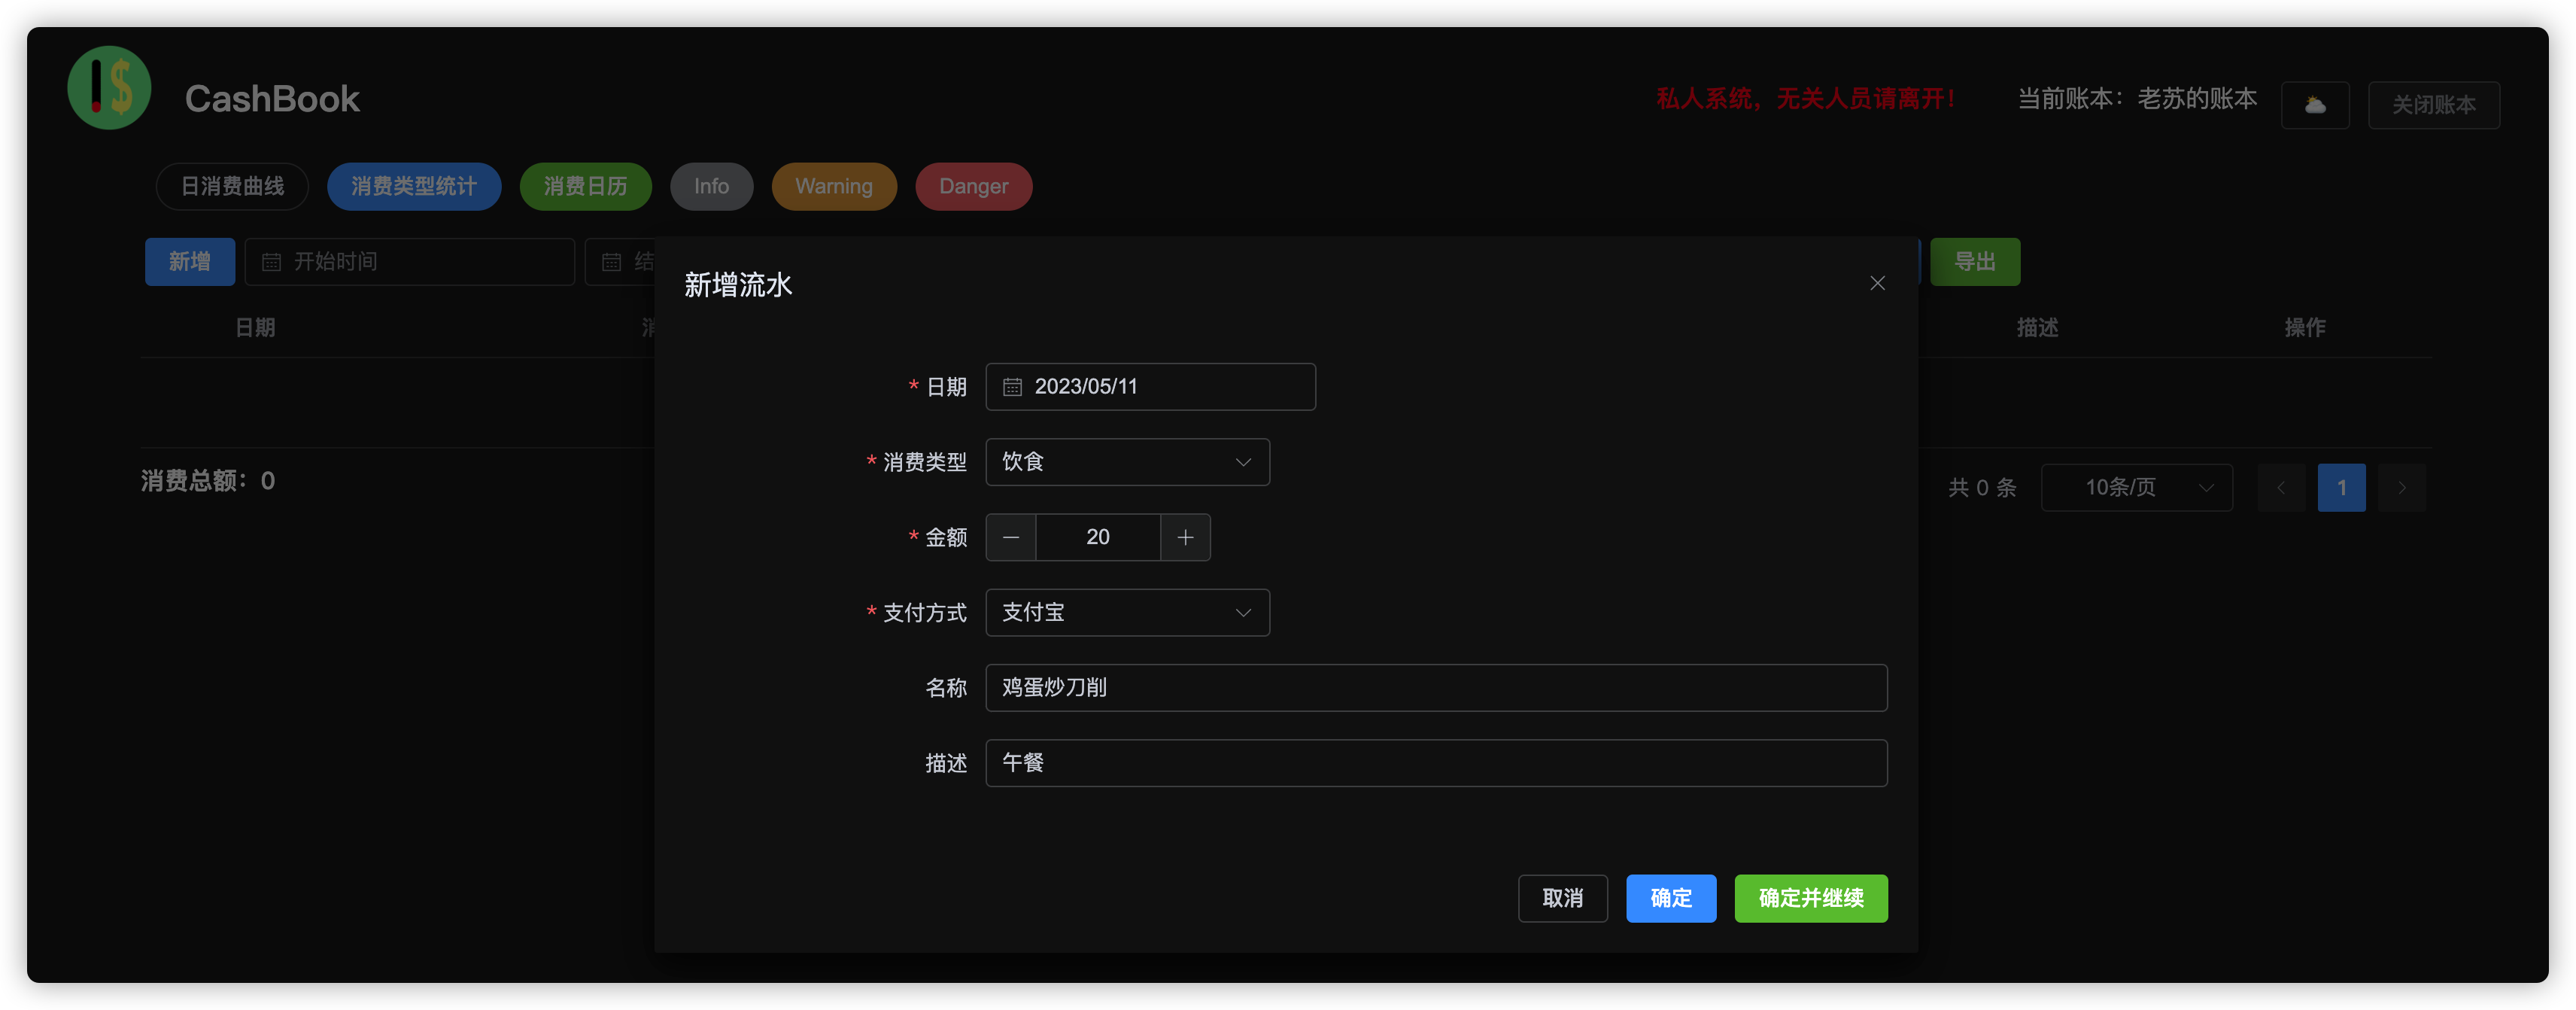 CashBook
私人系统，无关人员请离开！
当前账本：老苏的账本
关闭账本
日消费曲线 消费类型统计 消费日历 Info Warning Danger
新增 开始时间 结 导出
日期 描述 操作
消费总额：0
共 0 条 10条/页 1
新增流水
* 日期 2023/05/11
* 消费类型 饮食
* 金额 20
* 支付方式 支付宝
名称 鸡蛋炒刀削
描述 午餐
取消 确定 确定并继续